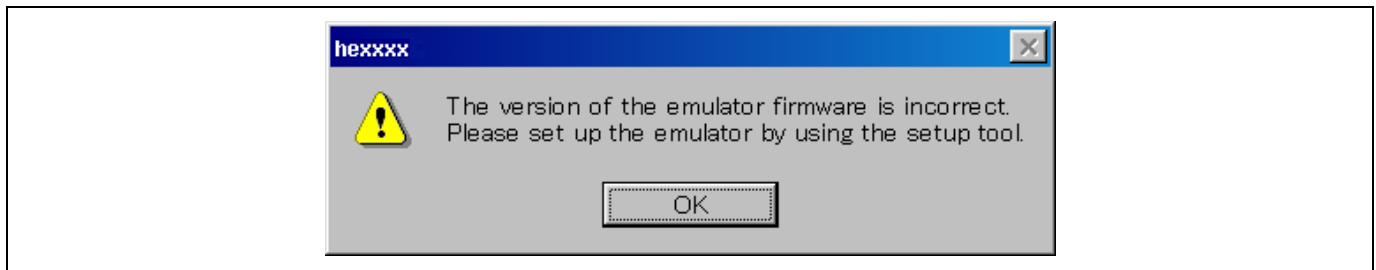 hexxxx
The version of the emulator firmware is incorrect.
Please set up the emulator by using the setup tool.
OK